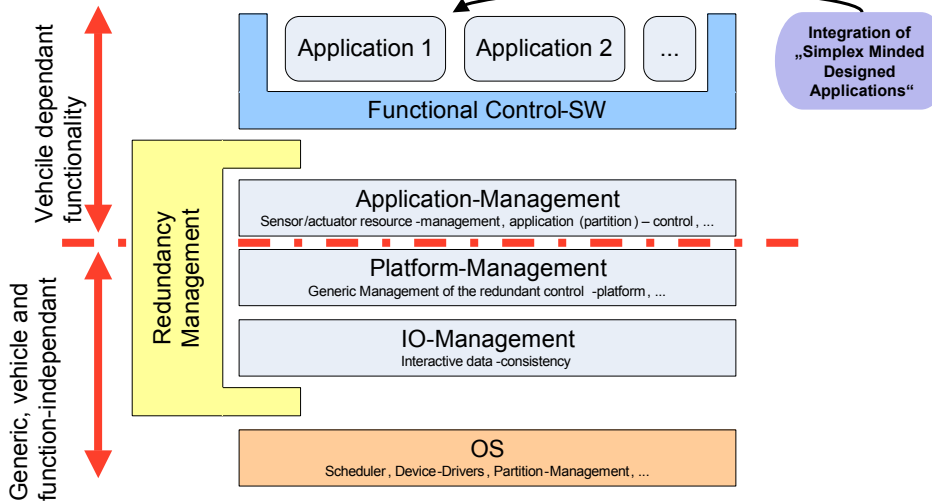 Application 1
Application 2
...
Integration of
„Simplex Minded
Designed
Applications“
Functional Control-SW
Vehcile dependant
functionality
Redundancy
Management
Application-Management
Sensor/actuator resource -management, application (partition) – control, ...
Platform-Management
Generic Management of the redundant control -platform, ...
IO-Management
Interactive data -consistency
Generic, vehicle and
function-independant
OS
Scheduler, Device-Drivers, Partition-Management, ...